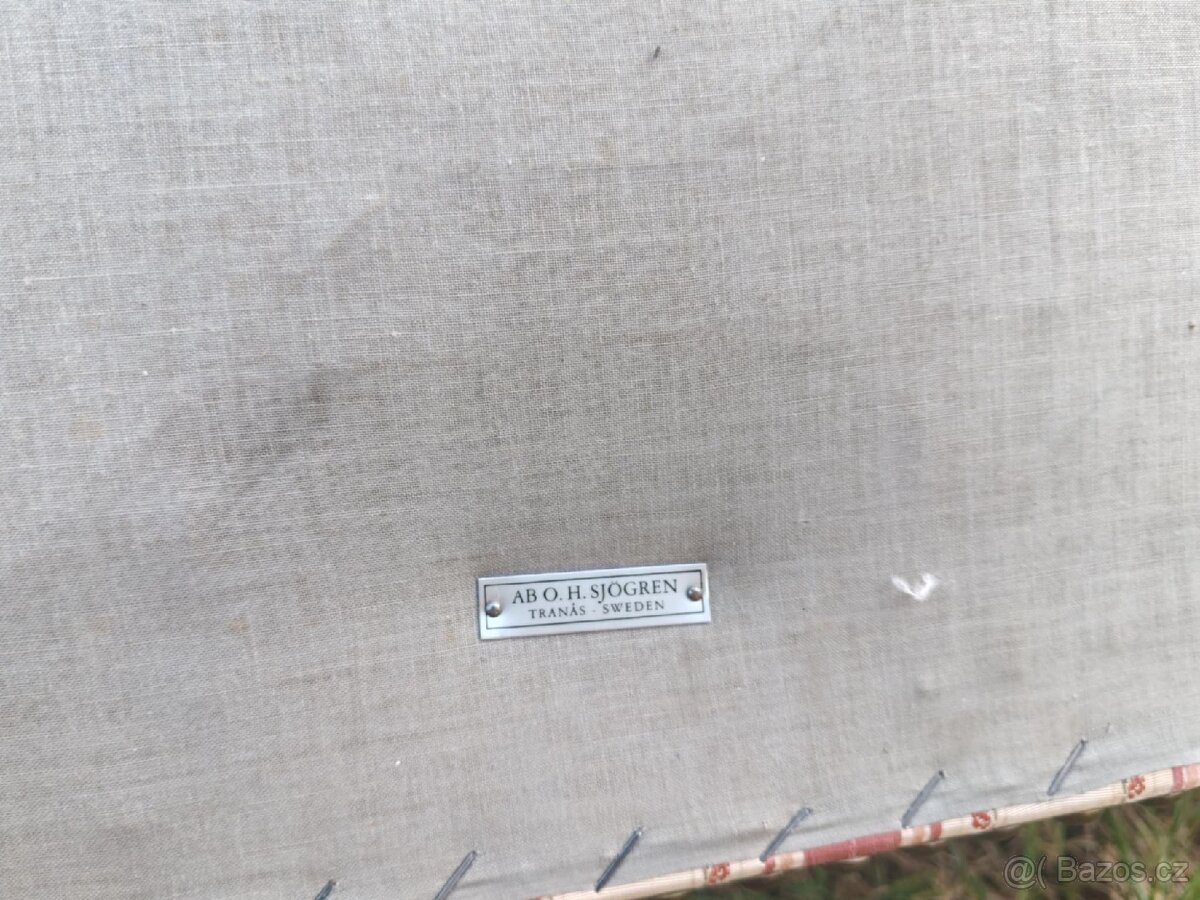 AB O. H. SJÖGREN
TRANÅS · SWEDEN
@( Bazos.cz